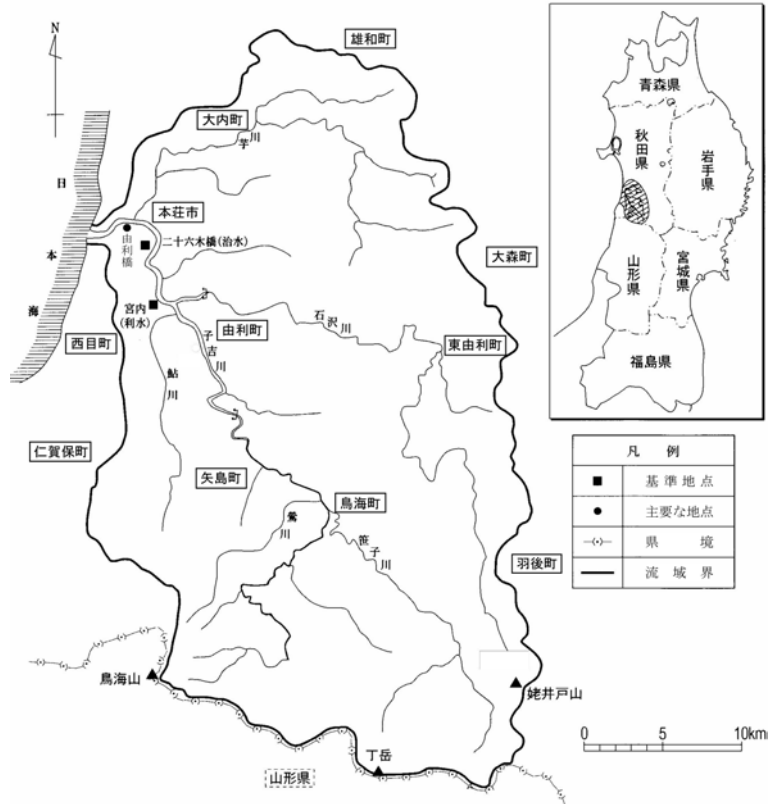 N
雄和町
大内町
芋川
日本海
本荘市
由利橋
二十六木橋(治水)
大森町
宮内
(利水)
西目町
由利町
子吉川
石沢川
東由利町
鮎川
仁賀保町
矢島町
鳥海町
鶯川
笹子川
羽後町
鳥海山
姥井戸山
丁岳
山形県
0 5 10km
青森県
秋田県
岩手県
山形県
宮城県
福島県
凡例
■ 基準地点
● 主要な地点
県境
流域界